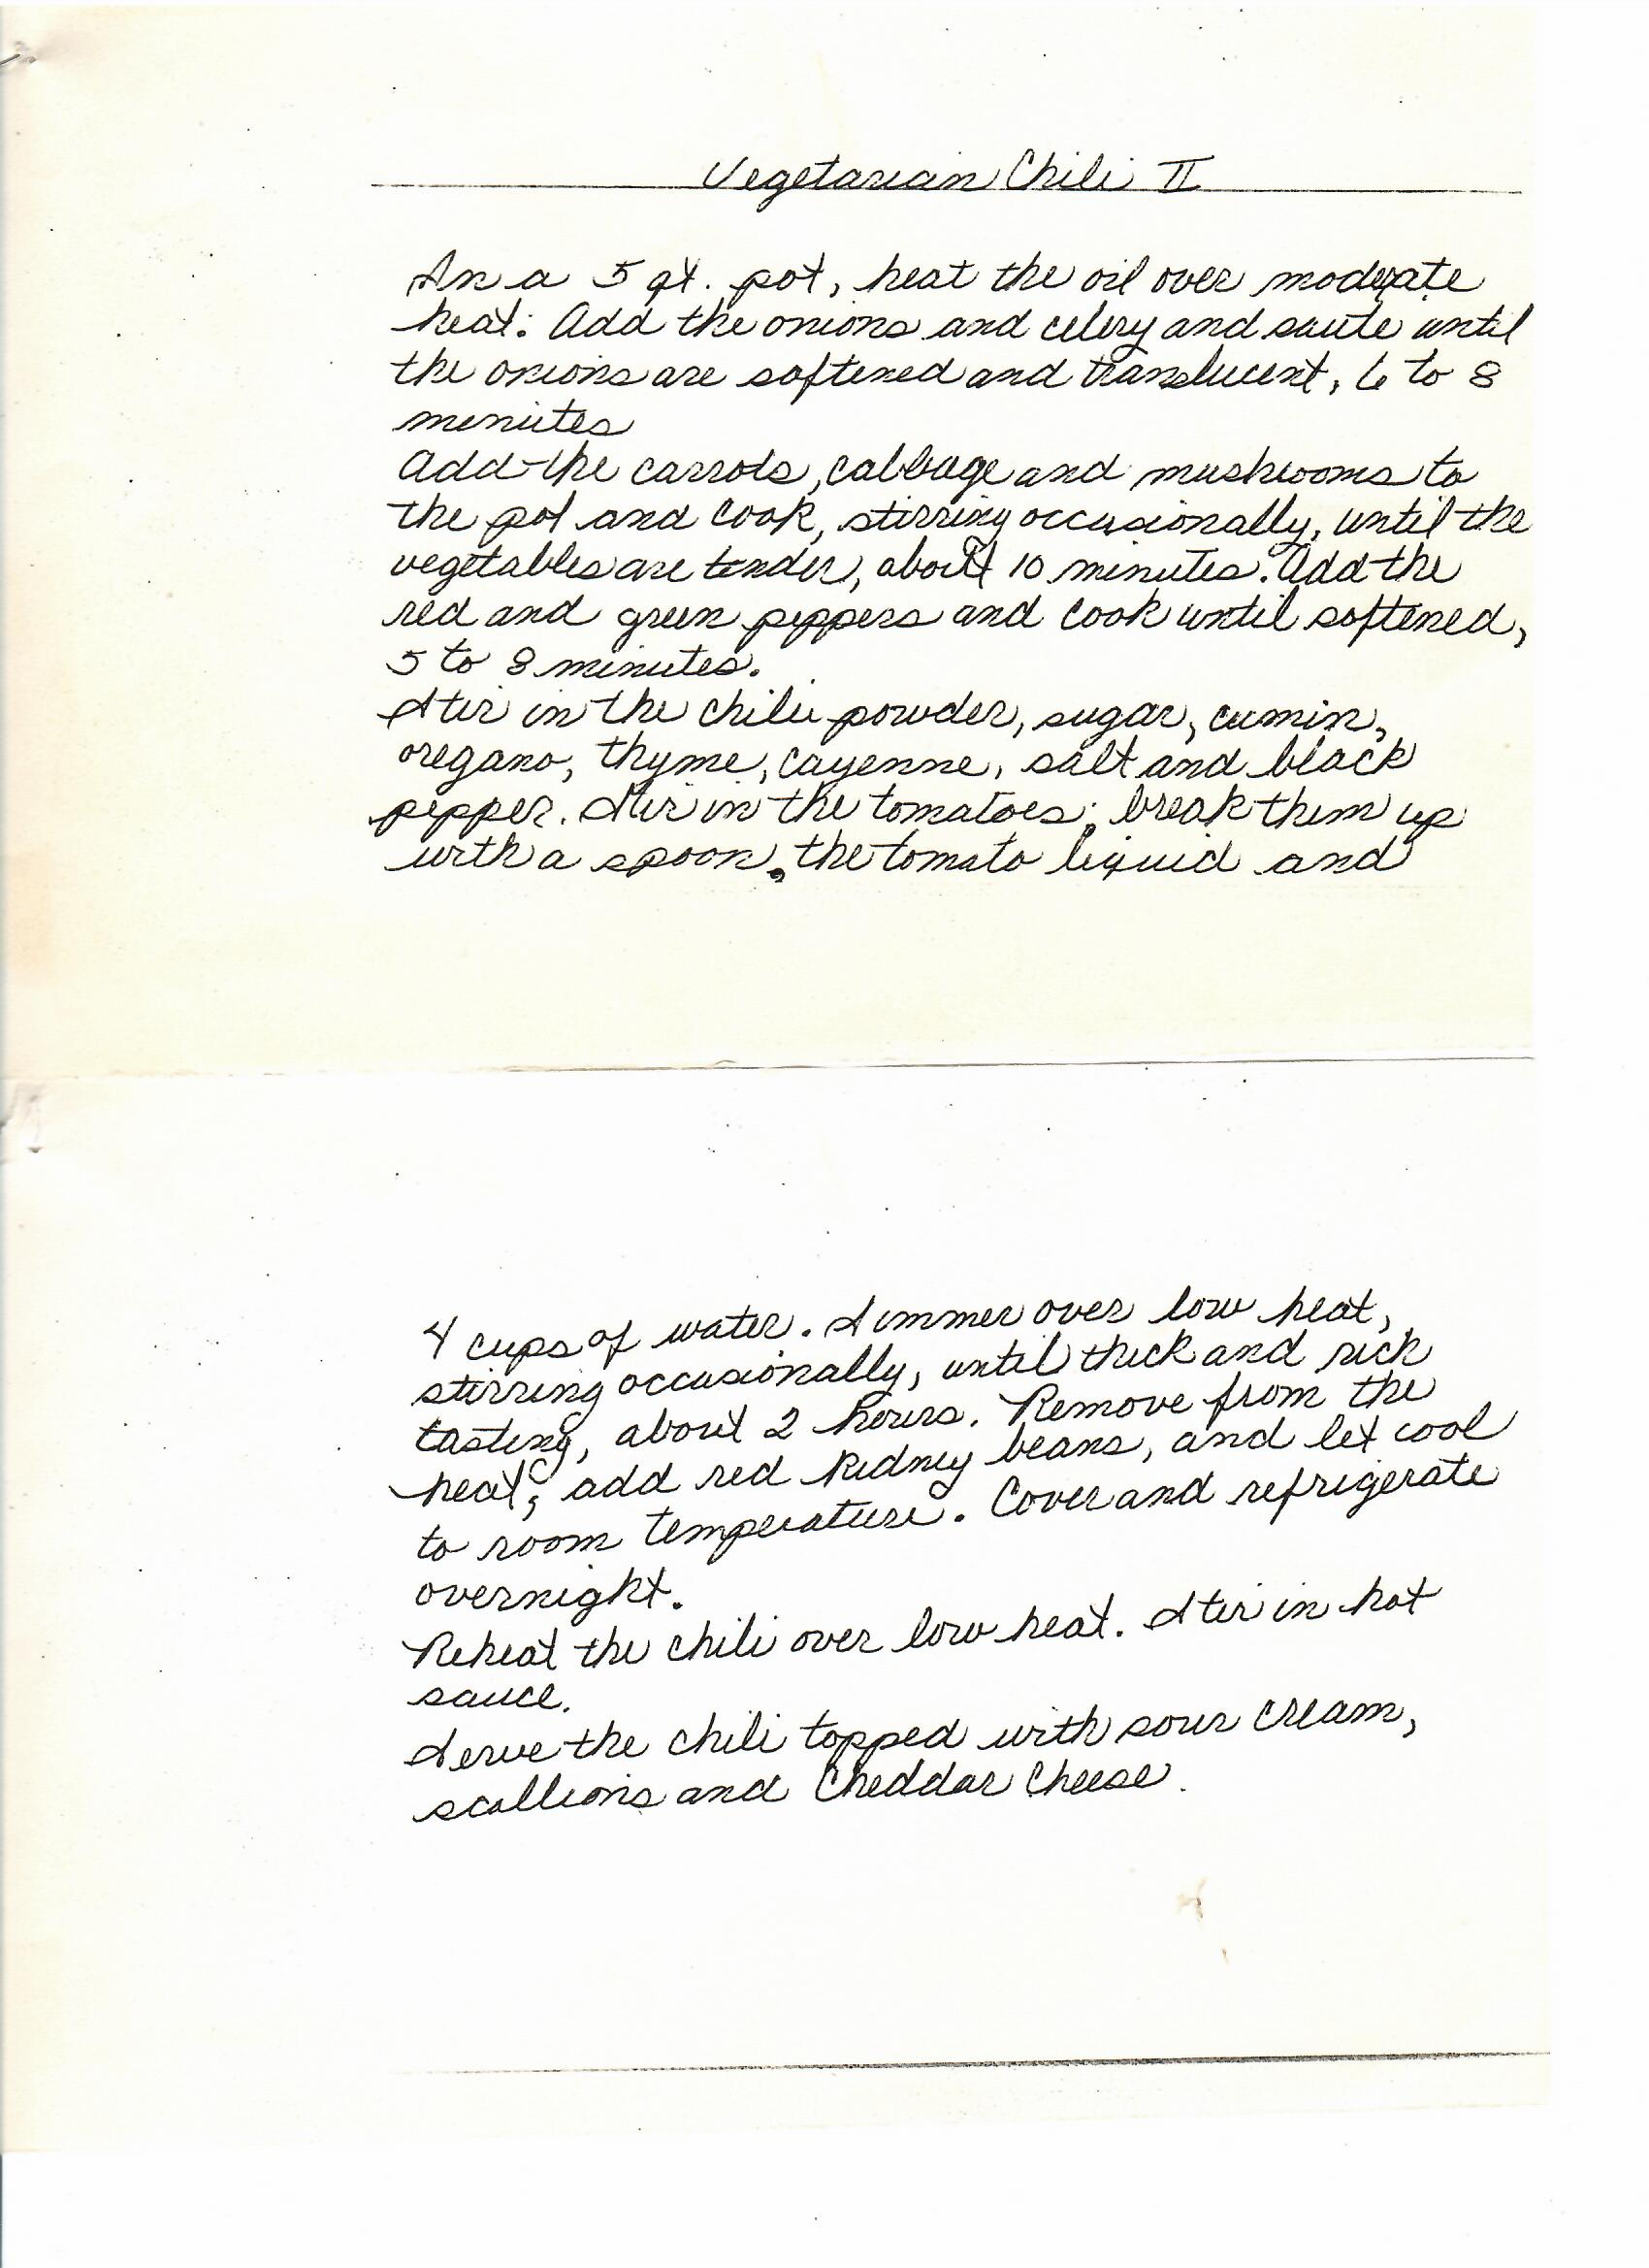 Vegetarian Chili II
In a 5 qt. pot, heat the oil over moderate
heat. Add the onions and celery and saute until
the onions are softened and translucent, 6 to 8
minutes
Add the carrots, cabbage and mushrooms to
the pot and cook, stirring occasionally, until the
vegetables are tender, about 10 minutes. Add the
red and green peppers and cook until softened,
5 to 8 minutes.
Stir in the chili powder, sugar, cumin,
oregano, thyme, cayenne, salt and black
pepper. Stir in the tomatoes; break them up
with a spoon, the tomato liquid and
4 cups of water. Simmer over low heat,
stirring occasionally, until thick and rich
tasting, about 2 hours. Remove from the
heat, add red kidney beans, and let cool
to room temperature. Cover and refrigerate
overnight.
Reheat the chili over low heat. Stir in hot
sauce.
Serve the chili topped with sour cream,
scallions and Cheddar Cheese.